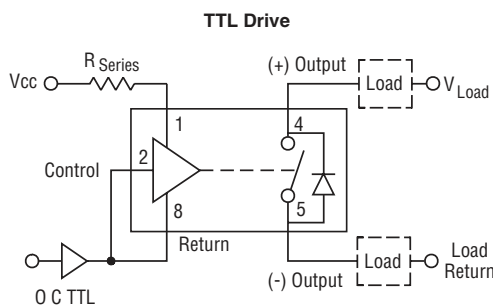 TTL Drive
R Series
Vcc
(+) Output
Load
V Load
1
4
2
Control
5
8
Return
Load
Load Return
(-) Output
O C TTL